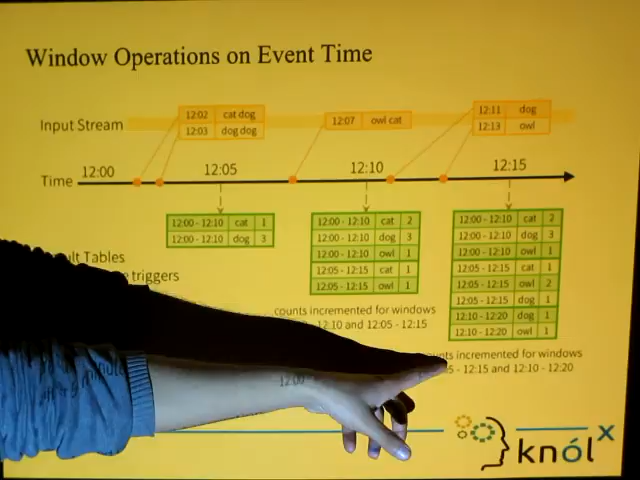 Window Operations on Event Time
12:02 cat dog
12:03 dog dog
12:07 owl cat
12:11 dog
12:13 owl
Input Stream
12:00 12:05 12:10 12:15
Time
12:00 - 12:10 cat 1
12:00 - 12:10 dog 3
12:00 - 12:10 cat 2
12:00 - 12:10 dog 3
12:00 - 12:10 owl 1
12:05 - 12:15 cat 1
12:05 - 12:15 owl 1
12:00 - 12:10 cat 2
12:00 - 12:10 dog 3
12:00 - 12:10 owl 1
12:05 - 12:15 cat 1
12:05 - 12:15 owl 2
12:05 - 12:15 dog 1
12:10 - 12:20 dog 1
12:10 - 12:20 owl 1
Tables
triggers
counts incremented for windows
12:10 and 12:05 - 12:15
incremented for windows
- 12:15 and 12:10 - 12:20
12:00
knólx